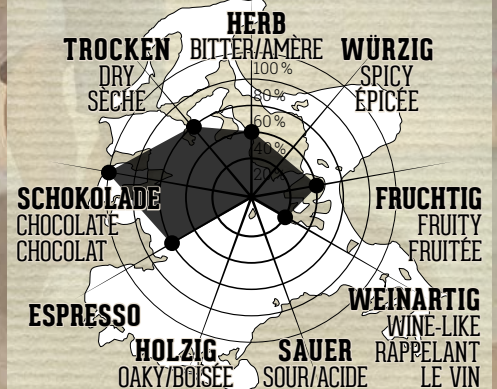 HERB
BITTER/AMÈRE
TROCKEN
DRY
SÈCHE
WÜRZIG
SPICY
ÉPICÉE
100%
80%
60%
40%
20%
SCHOKOLADE
CHOCOLATE
CHOCOLAT
FRUCHTIG
FRUITY
FRUITÉE
ESPRESSO
WEINARTIG
WINE-LIKE
RAPPELANT
LE VIN
HOLZIG
OAKY/BOISÉE
SAUER
SOUR/ACIDE